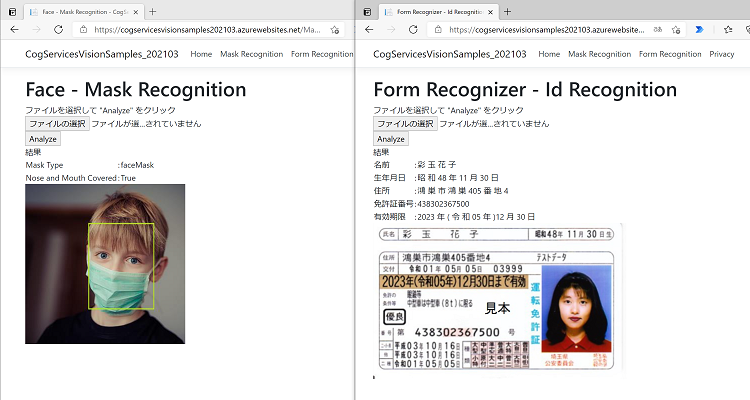 Face - Mask Recognition - CogSer
https://cogservicesvisionsamples202103.azurewebsites.net/Ma...
CogServicesVisionSamples_202103 Home Mask Recognition Form Recognition
Face - Mask Recognition
ファイルを選択して "Analyze" をクリック
ファイルの選択 ファイルが選...されていません
Analyze
結果
Mask Type :faceMask
Nose and Mouth Covered :True
Form Recognizer - Id Recognition
https://cogservicesvisionsamples202103.azurewebsites...
CogServicesVisionSamples_202103 Home Mask Recognition Form Recognition Privacy
Form Recognizer - Id Recognition
ファイルを選択して "Analyze" をクリック
ファイルの選択 ファイルが選...されていません
Analyze
結果
名前 :彩 玉 花 子
生年月日 :昭 和 48 年 11 月 30 日
住所 :鴻 巣 市 鴻 巣 405 番 地 4
免許証番号 :438302367500
有効期限 :2023 年 ( 令 和 05 年 )12 月 30 日
氏名 彩 玉 花 子 昭和48年 11月 30日生
住所 鴻巣市鴻巣405番地4 テストデータ
交付 令和01年 05月 05日 03999
2023年(令和05年)12月30日まで有効
免許の条件等 眼鏡等
中型車は中型車(8t)に限る
見本
優良
番号 第 438302367500 号
平成03年10月16日
平成03年10月16日
令和01年05月05日
運転免許証
埼玉県
公安委員会